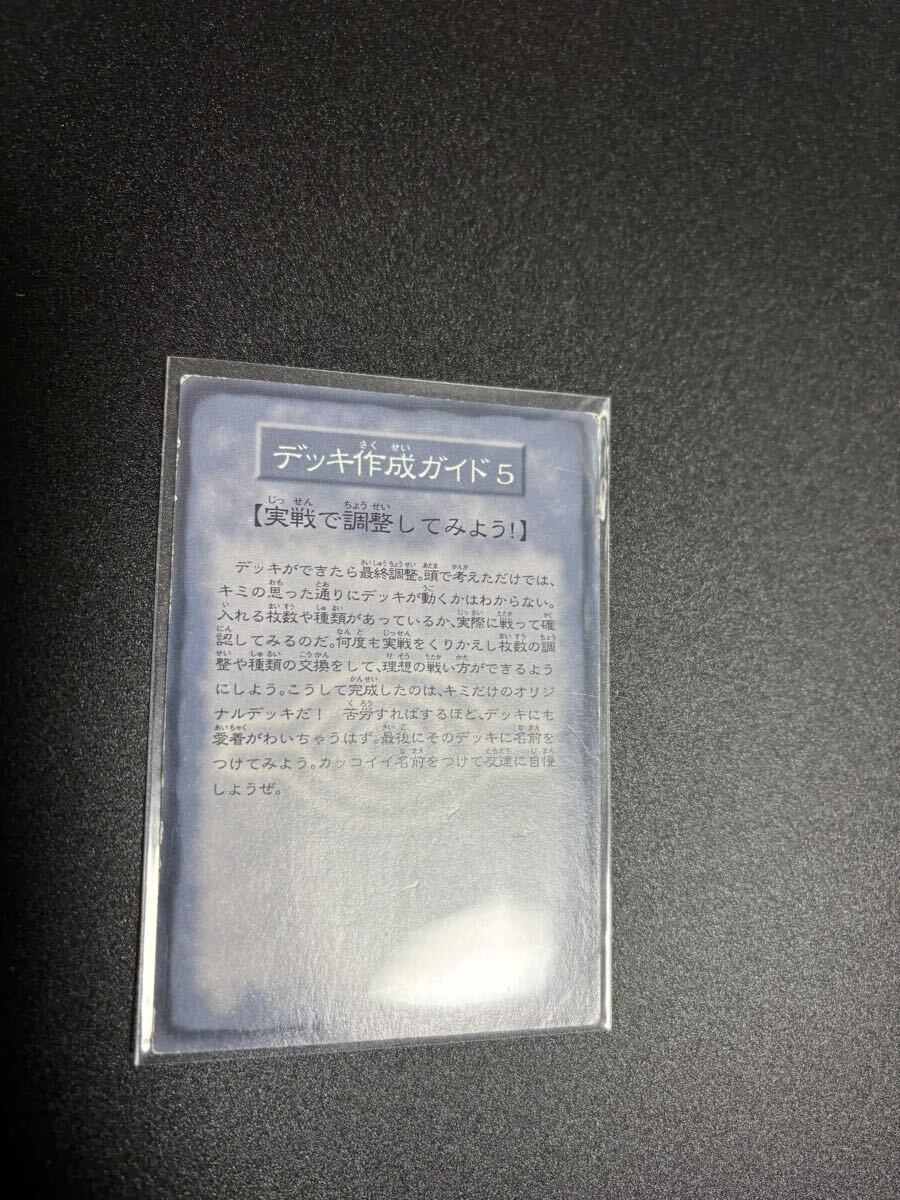 デッキ作成ガイド5
【実戦で調整してみよう!】
デッキができたら最終調整。頭で考えただけでは、
キミの思った通りにデッキが動くかはわからない。
入れる枚数や種類があっているか、実際に戦って確
認してみるのだ。何度も実戦をくりかえし枚数の調
整や種類の交換をして、理想の戦い方ができるよう
にしよう。こうして完成したのは、キミだけのオリジ
ナルデッキだ！　苦労すればするほど、デッキにも
愛着がわいちゃうはず。最後にそのデッキに名前を
つけてみよう。カッコイイ名前をつけて友達に自慢
しようぜ。